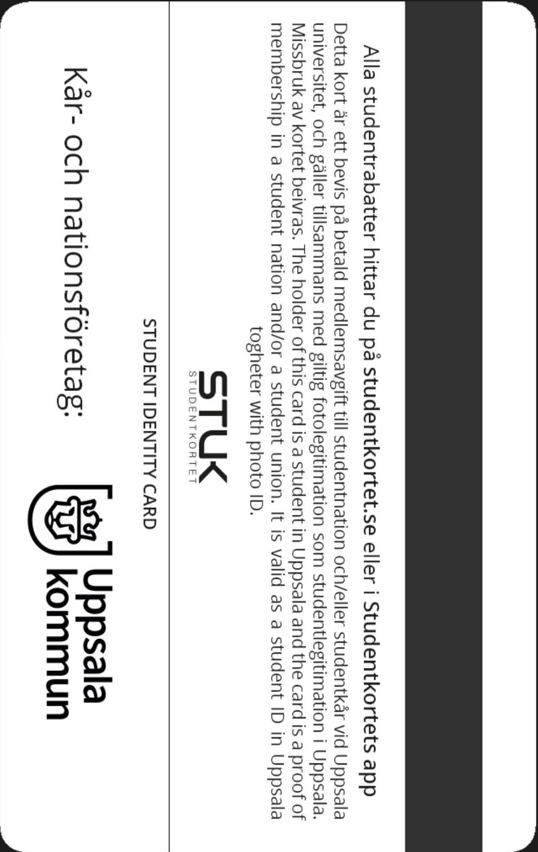 Alla studentrabatter hittar du på studentkortet.se eller i Studentkortets app
Detta kort är ett bevis på betald medlemsavgift till studentnation och/eller studentkår vid Uppsala
universitet, och gäller tillsammans med giltig fotolegitimation som studentlegitimation i Uppsala.
Missbruk av kortet beivras. The holder of this card is a student in Uppsala and the card is a proof of
membership in a student nation and/or a student union. It is valid as a student ID in Uppsala
togheter with photo ID.
STUK
STUDENTKORTET
STUDENT IDENTITY CARD
Kår- och nationsföretag:
Uppsala
kommun